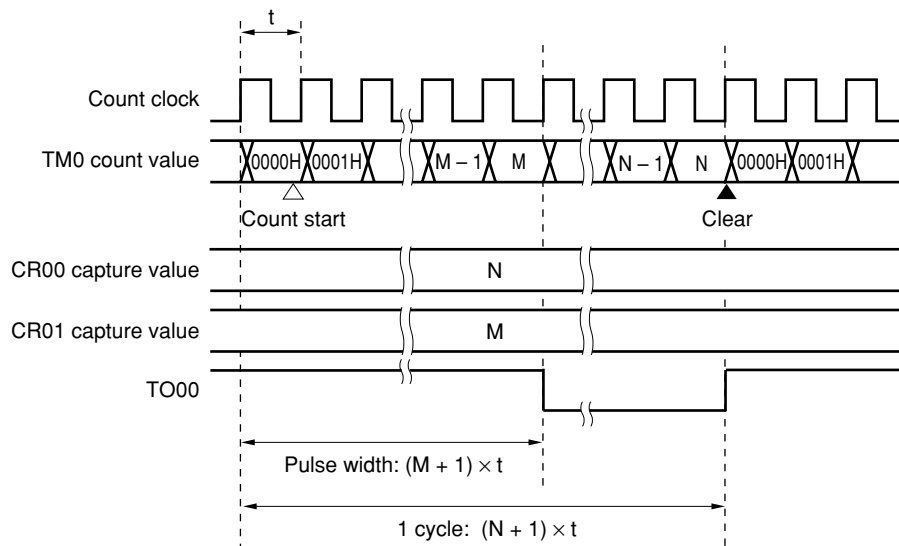 t
Count clock
TM0 count value 0000H 0001H M – 1 M N – 1 N 0000H 0001H
Count start Clear
CR00 capture value N
CR01 capture value M
TO00
Pulse width: (M + 1) × t
1 cycle: (N + 1) × t